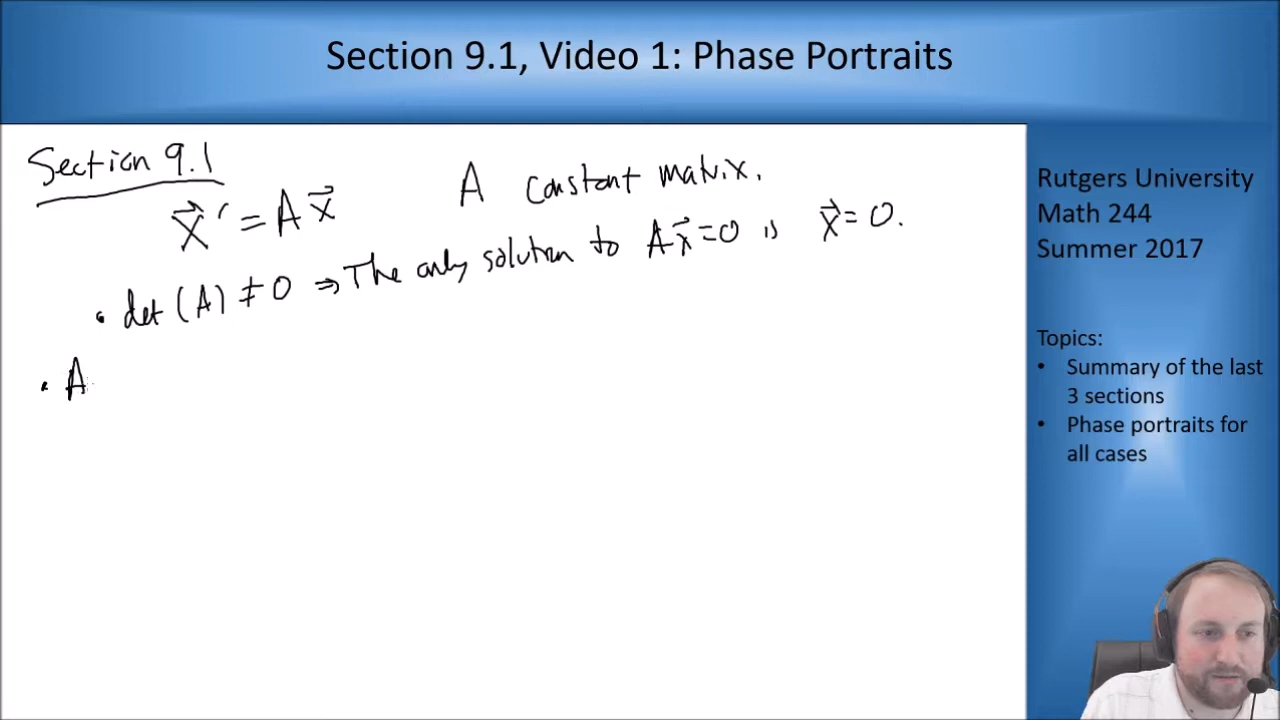 Section 9.1, Video 1: Phase Portraits
Section 9.1
A constant matrix.
x⃗' = Ax⃗
• det(A) ≠ 0 ⇒ The only solution to Ax⃗=0 is x⃗=0.
• A
Rutgers University
Math 244
Summer 2017
Topics:
• Summary of the last
3 sections
• Phase portraits for
all cases